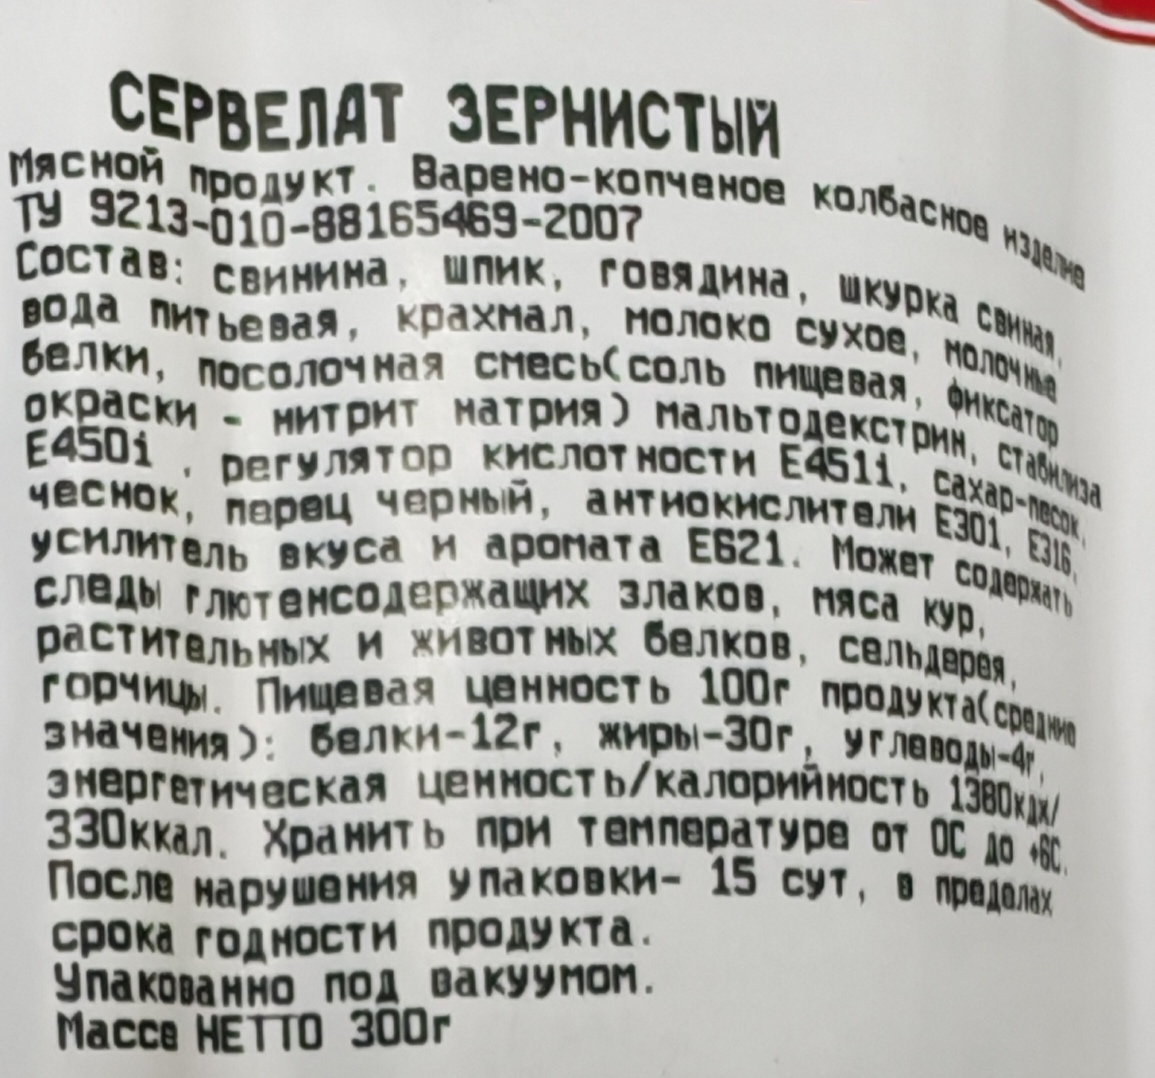 СЕРВЕЛАТ ЗЕРНИСТЫЙ
Мясной продукт. Варено-копченое колбасное изделие
ТУ 9213-010-88165469-2007
Состав: свинина, шпик, говядина, шкурка свиная,
вода питьевая, крахмал, молоко сухое, молочные
белки, посолочная смесь(соль пищевая, фиксатор
окраски - нитрит натрия) мальтодекстрин, стабилиза
Е450i , регулятор кислотности Е451i, сахар-песок,
чеснок, перец черный, антиокислители Е301, Е316,
усилитель вкуса и аромата Е621. Может содержать
следы глютенсодержащих злаков, мяса кур,
растительных и животных белков, сельдерея,
горчицы. Пищевая ценность 100г продукта(средние
значения): белки-12г, жиры-30г, углеводы-4г,
энергетическая ценность/калорийность 1380кдж/
330ккал. Хранить при температуре от 0С до +6С.
После нарушения упаковки- 15 сут, в пределах
срока годности продукта.
Упакованно под вакуумом.
Массе НЕТТО 300г